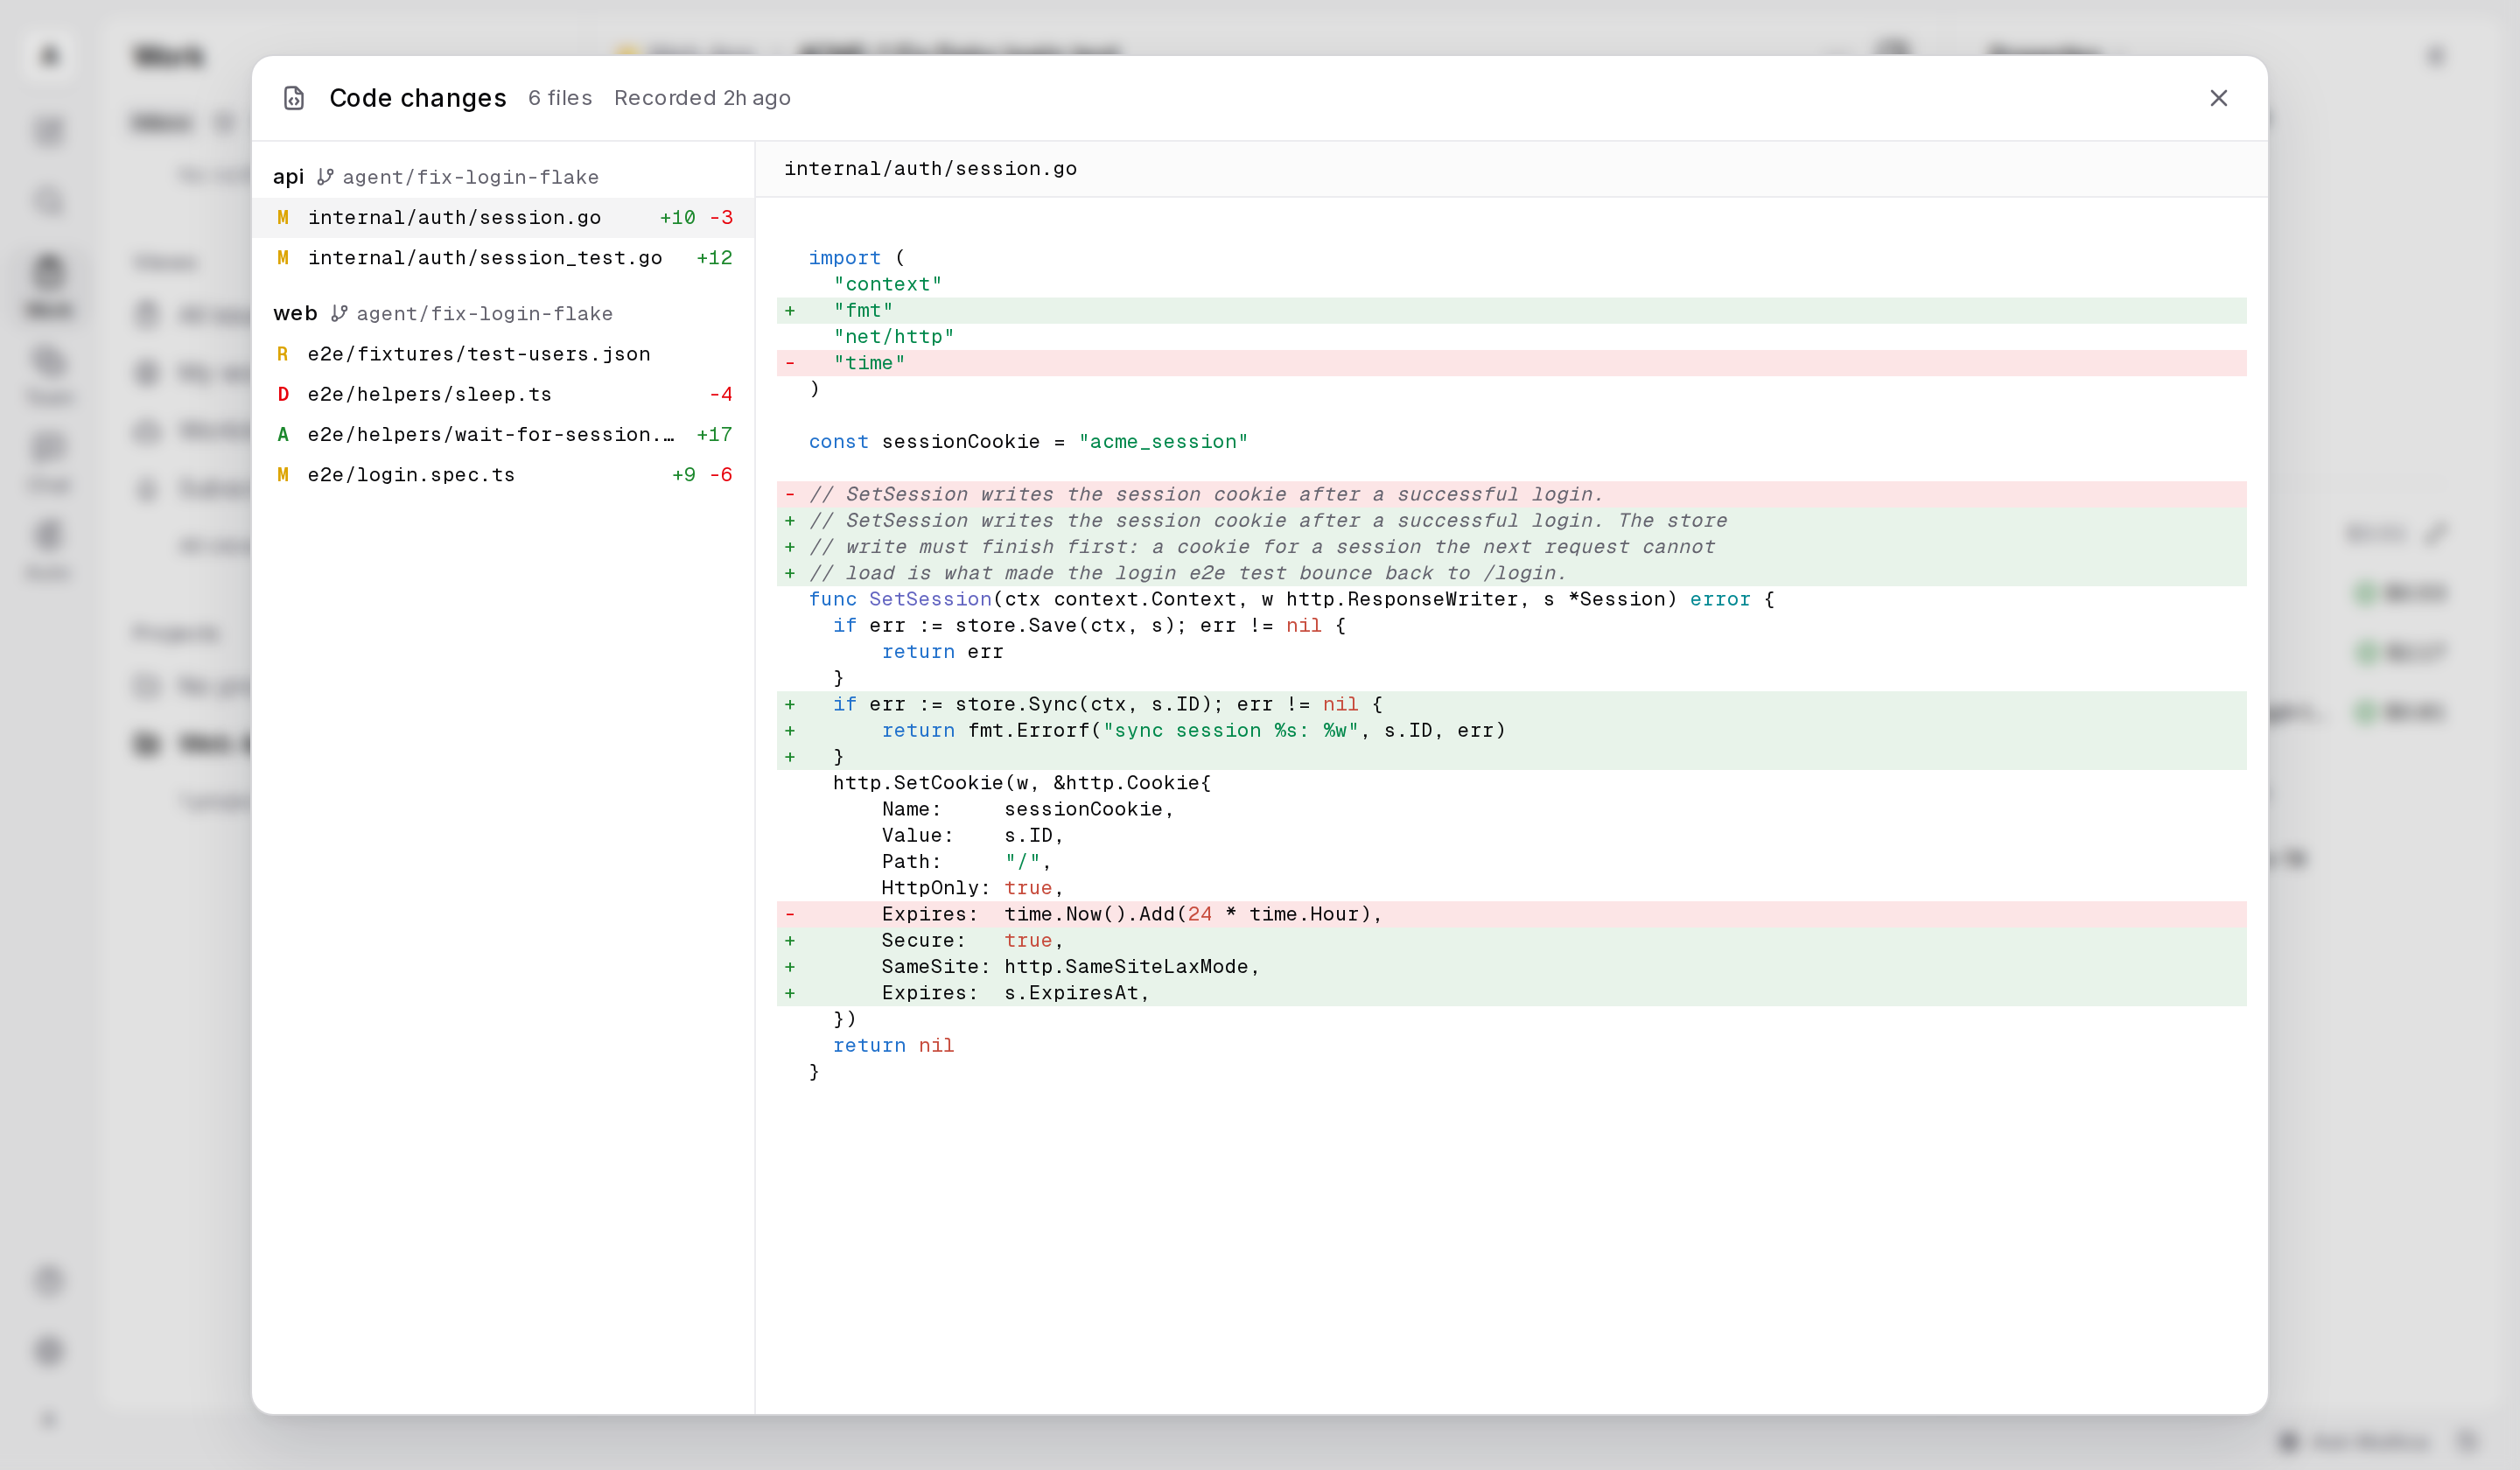 Work
Code changes 6 files Recorded 2h ago
api agent/fix-login-flake
M internal/auth/session.go +10 -3
M internal/auth/session_test.go +12
web agent/fix-login-flake
R e2e/fixtures/test-users.json
D e2e/helpers/sleep.ts -4
A e2e/helpers/wait-for-session.… +17
M e2e/login.spec.ts +9 -6
internal/auth/session.go
import (
"context"
+ "fmt"
"net/http"
- "time"
)
const sessionCookie = "acme_session"
- // SetSession writes the session cookie after a successful login.
+ // SetSession writes the session cookie after a successful login. The store
+ // write must finish first: a cookie for a session the next request cannot
+ // load is what made the login e2e test bounce back to /login.
func SetSession(ctx context.Context, w http.ResponseWriter, s *Session) error {
if err := store.Save(ctx, s); err != nil {
return err
}
+ if err := store.Sync(ctx, s.ID); err != nil {
+ return fmt.Errorf("sync session %s: %w", s.ID, err)
+ }
http.SetCookie(w, &http.Cookie{
Name: sessionCookie,
Value: s.ID,
Path: "/",
HttpOnly: true,
- Expires: time.Now().Add(24 * time.Hour),
+ Secure: true,
+ SameSite: http.SameSiteLaxMode,
+ Expires: s.ExpiresAt,
})
return nil
}